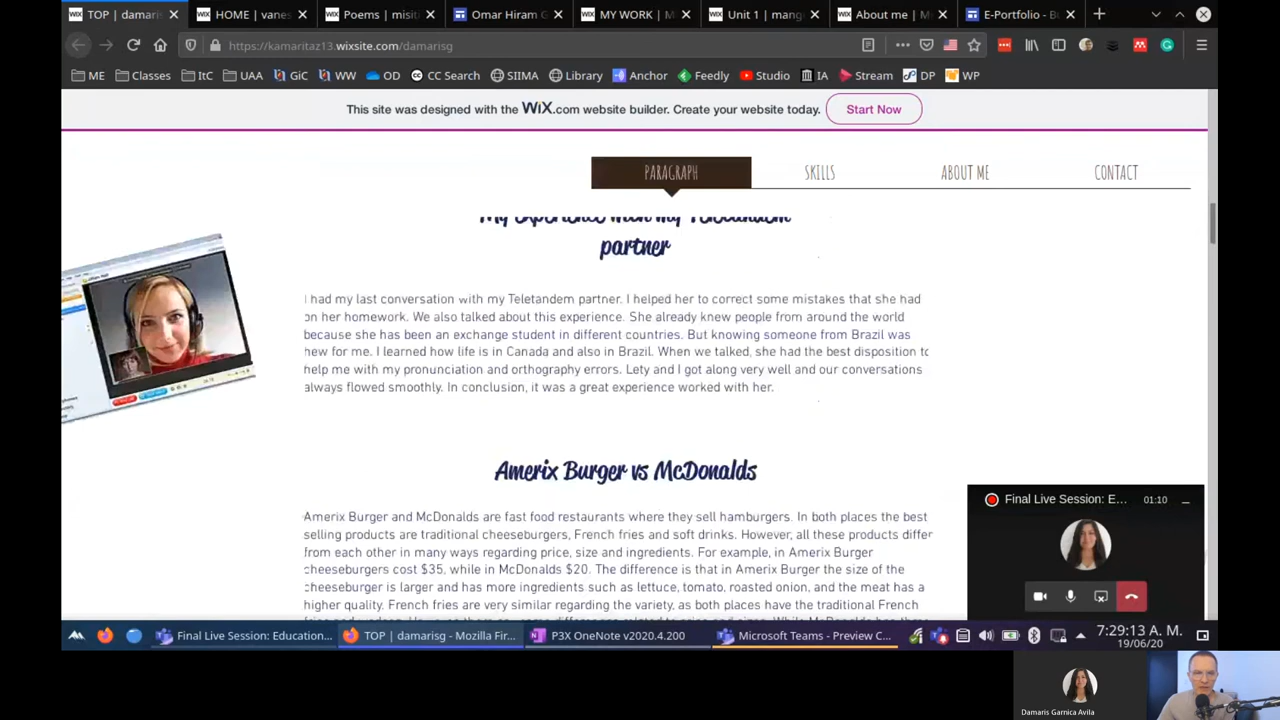 TOP | damaris
HOME | vanes
Poems | misit
Omar Hiram G
MY WORK | M
Unit 1 | mang
About me | M
E-Portfolio - B
https://kamaritaz13.wixsite.com/damarisg
ME
Classes
ItC
UAA
GiC
WW
OD
CC Search
SIIMA
Library
Anchor
Feedly
Studio
IA
Stream
DP
WP
This site was designed with the WiX.com website builder. Create your website today.
Start Now
PARAGRAPH
SKILLS
ABOUT ME
CONTACT
My experience with my Teletandem
partner
I had my last conversation with my Teletandem partner. I helped her to correct some mistakes that she had
on her homework. We also talked about this experience. She already knew people from around the world
because she has been an exchange student in different countries. But knowing someone from Brazil was
new for me. I learned how life is in Canada and also in Brazil. When we talked, she had the best disposition to
help me with my pronunciation and orthography errors. Lety and I got along very well and our conversations
always flowed smoothly. In conclusion, it was a great experience worked with her.
Amerix Burger vs McDonalds
Amerix Burger and McDonalds are fast food restaurants where they sell hamburgers. In both places the best
selling products are traditional cheeseburgers, French fries and soft drinks. However, all these products differ
from each other in many ways regarding price, size and ingredients. For example, in Amerix Burger
cheeseburgers cost $35, while in McDonalds $20. The difference is that in Amerix Burger the size of the
cheeseburger is larger and has more ingredients such as lettuce, tomato, roasted onion, and the meat has a
higher quality. French fries are very similar regarding the variety, as both places have the traditional French
Final Live Session: E...
01:10
Final Live Session: Education...
TOP | damarisg - Mozilla Fir...
P3X OneNote v2020.4.200
Microsoft Teams - Preview C...
7:29:13 A. M.
19/06/20
Damaris Garnica Avila